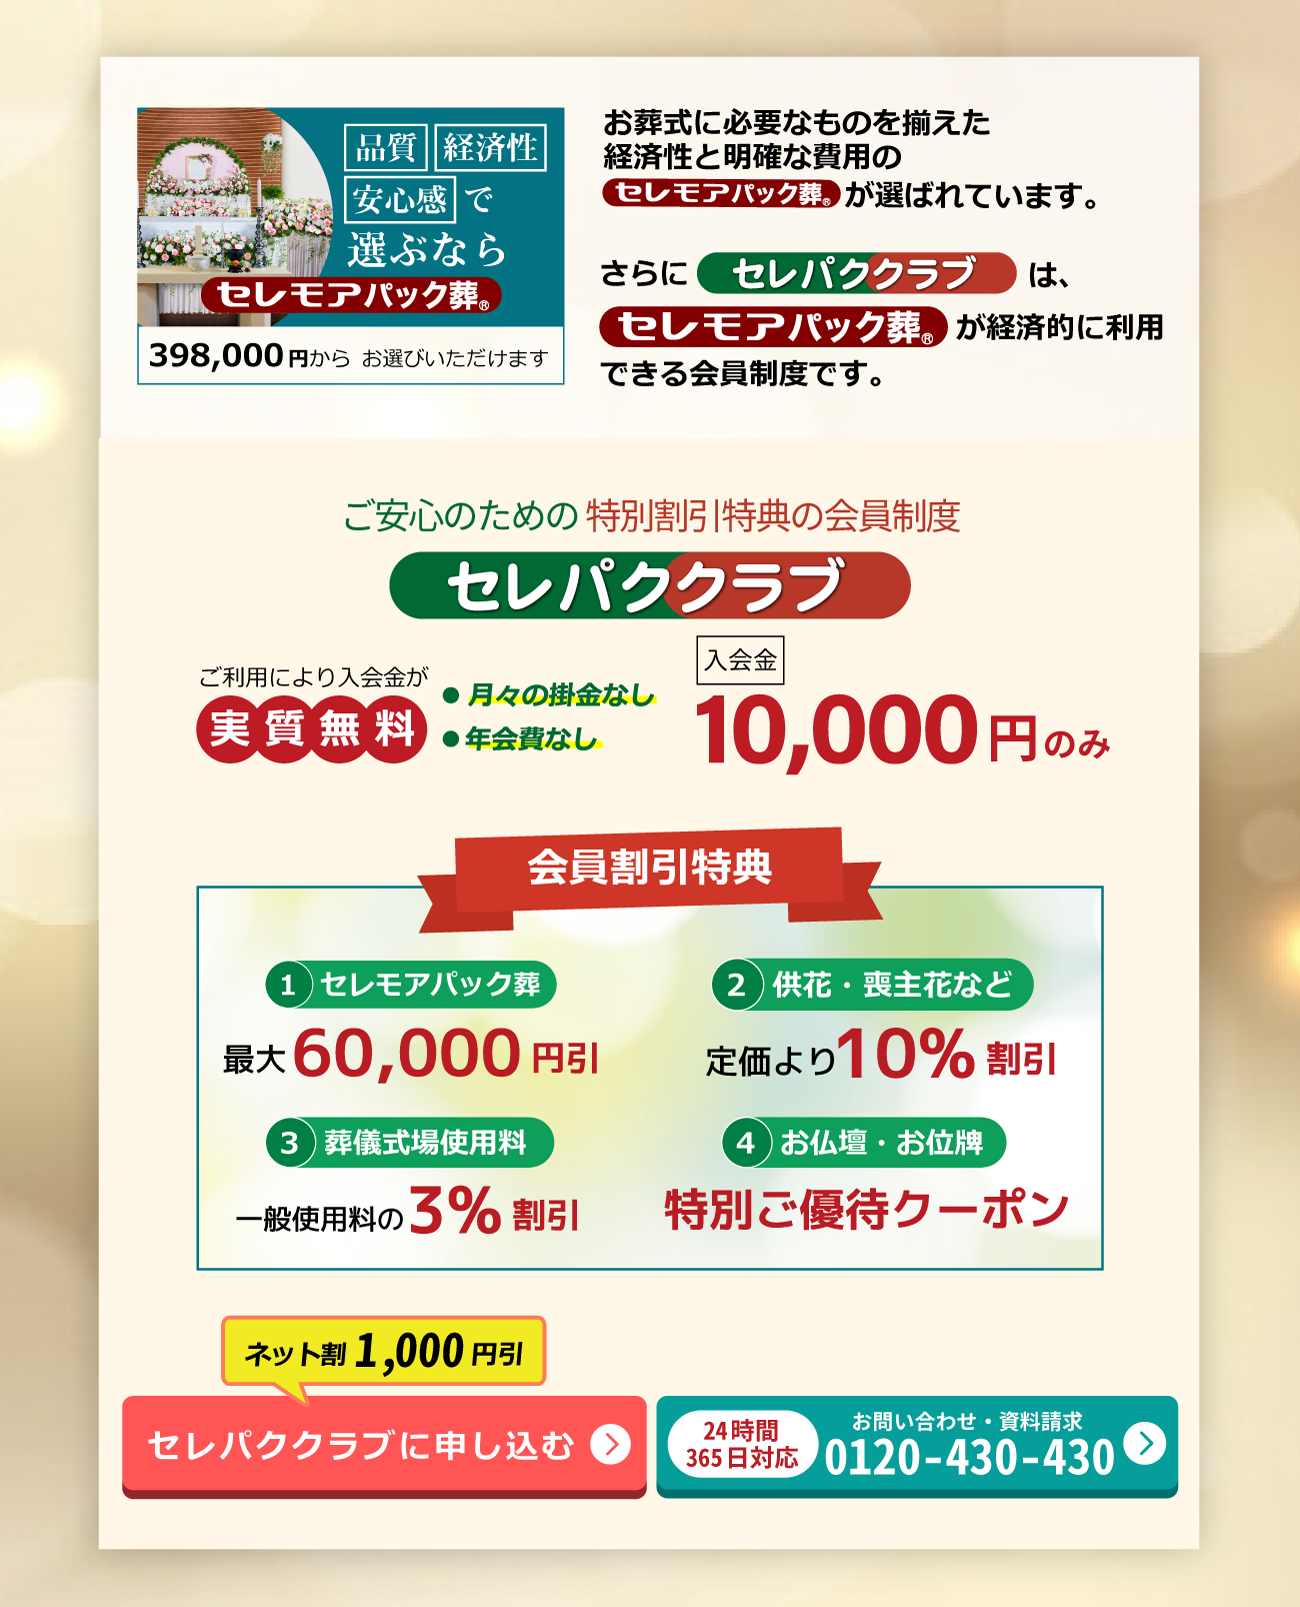 品質 経済性
安心感 で
選ぶなら
セレモアパック葬®
398,000円から お選びいただけます
お葬式に必要なものを揃えた
経済性と明確な費用の
セレモアパック葬®が選ばれています。
さらに セレパククラブ は、
セレモアパック葬®が経済的に利用
できる会員制度です。
ご安心のための特別割引特典の会員制度
セレパククラブ
ご利用により入会金が
実質無料
● 月々の掛金なし
● 年会費なし
入会金
10,000円のみ
会員割引特典
1 セレモアパック葬
最大60,000円引
2 供花・喪主花など
定価より10%割引
3 葬儀式場使用料
一般使用料の3%割引
4 お仏壇・お位牌
特別ご優待クーポン
ネット割1,000円引
セレパククラブに申し込む
24時間
365日対応
お問い合わせ・資料請求
0120-430-430